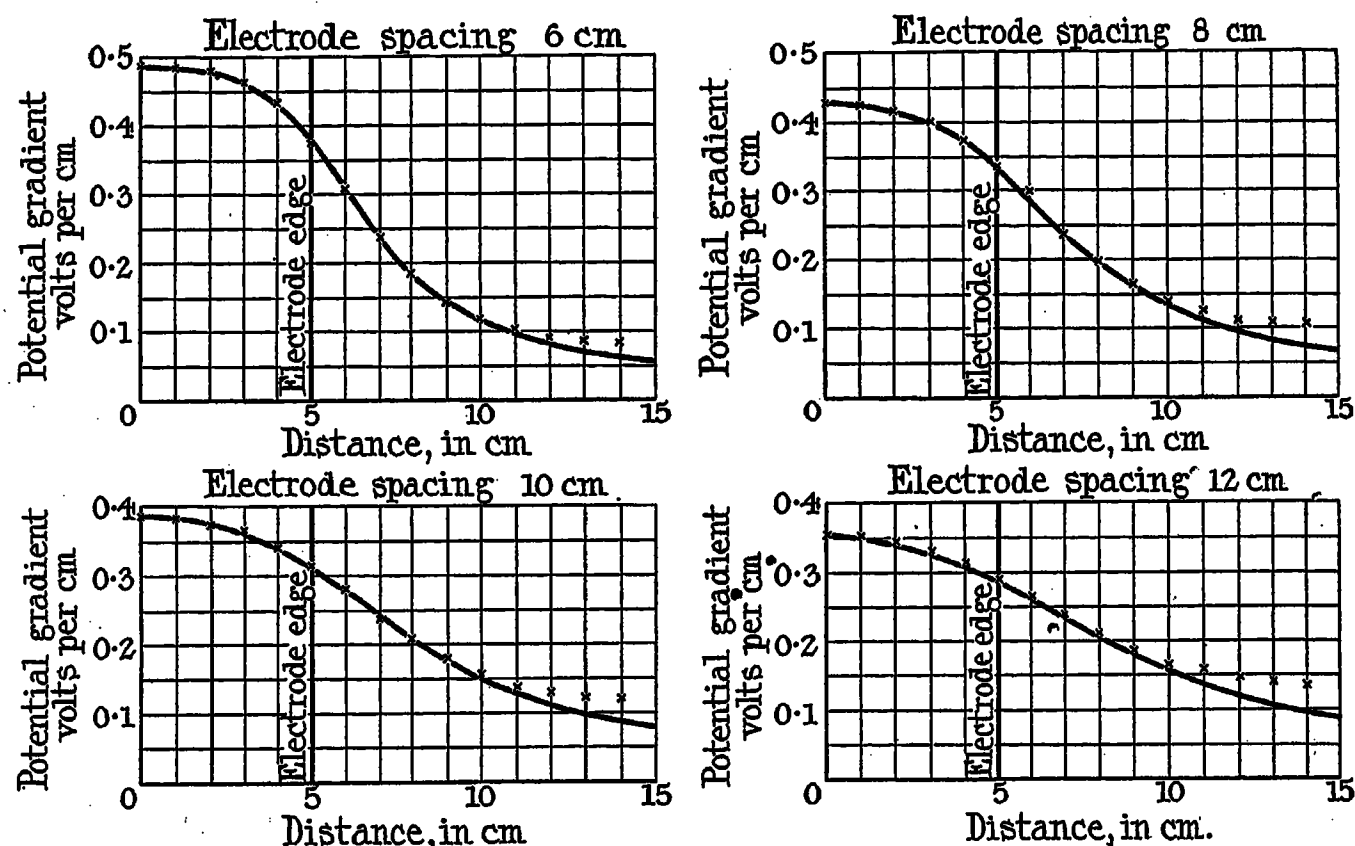 Electrode spacing 6 cm
Potential gradient
volts per cm
0.5
0.4
0.3
0.2
0.1
0
Electrode edge
5
10
15
Distance, in cm
Electrode spacing 8 cm
Potential gradient
volts per cm
0.5
0.4
0.3
0.2
0.1
0
Electrode edge
5
10
15
Distance, in cm
Electrode spacing 10 cm
Potential gradient
volts per cm
0.4
0.3
0.2
0.1
0
Electrode edge
5
10
15
Distance, in cm
Electrode spacing 12 cm
Potential gradient
volts per cm
0.4
0.3
0.2
0.1
0
Electrode edge
5
10
15
Distance, in cm.